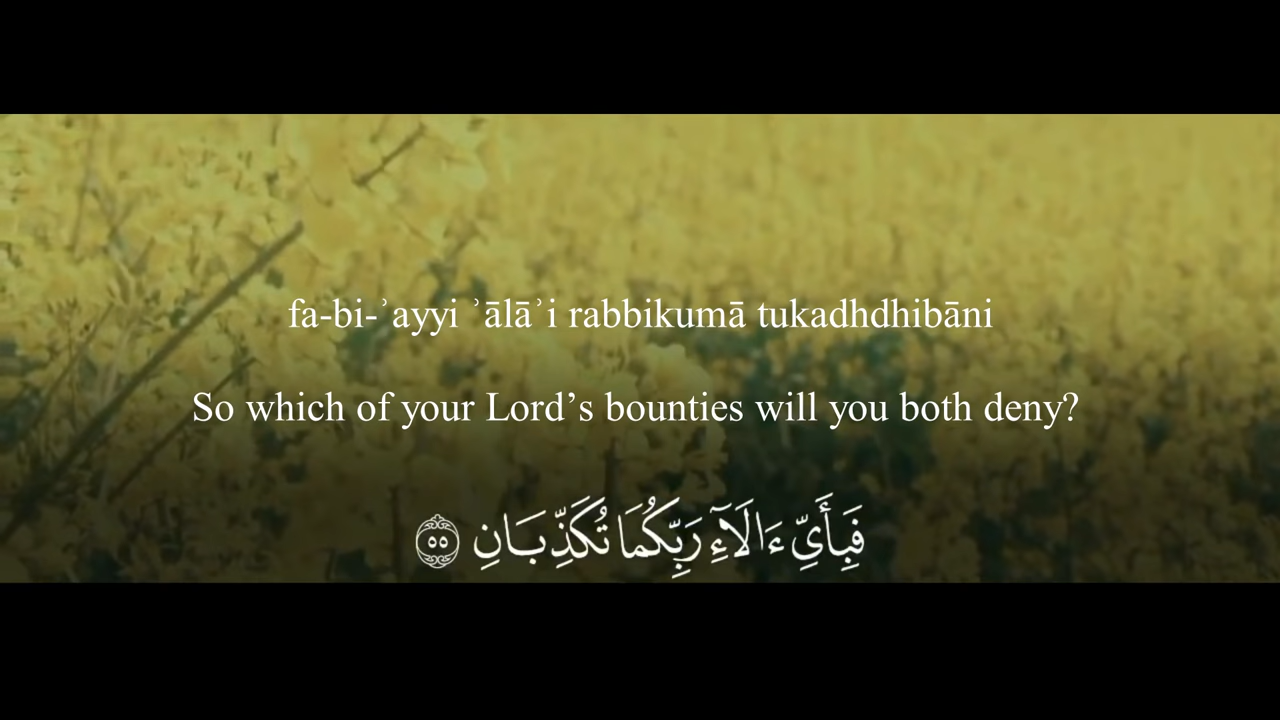 fa-bi-ʾayyi ʾālāʾi rabbikumā tukadhdhibāni
So which of your Lord’s bounties will you both deny?
فَبِأَيِّ ءَالَآءِ رَبِّكُمَا تُكَذِّبَانِ ٥٥